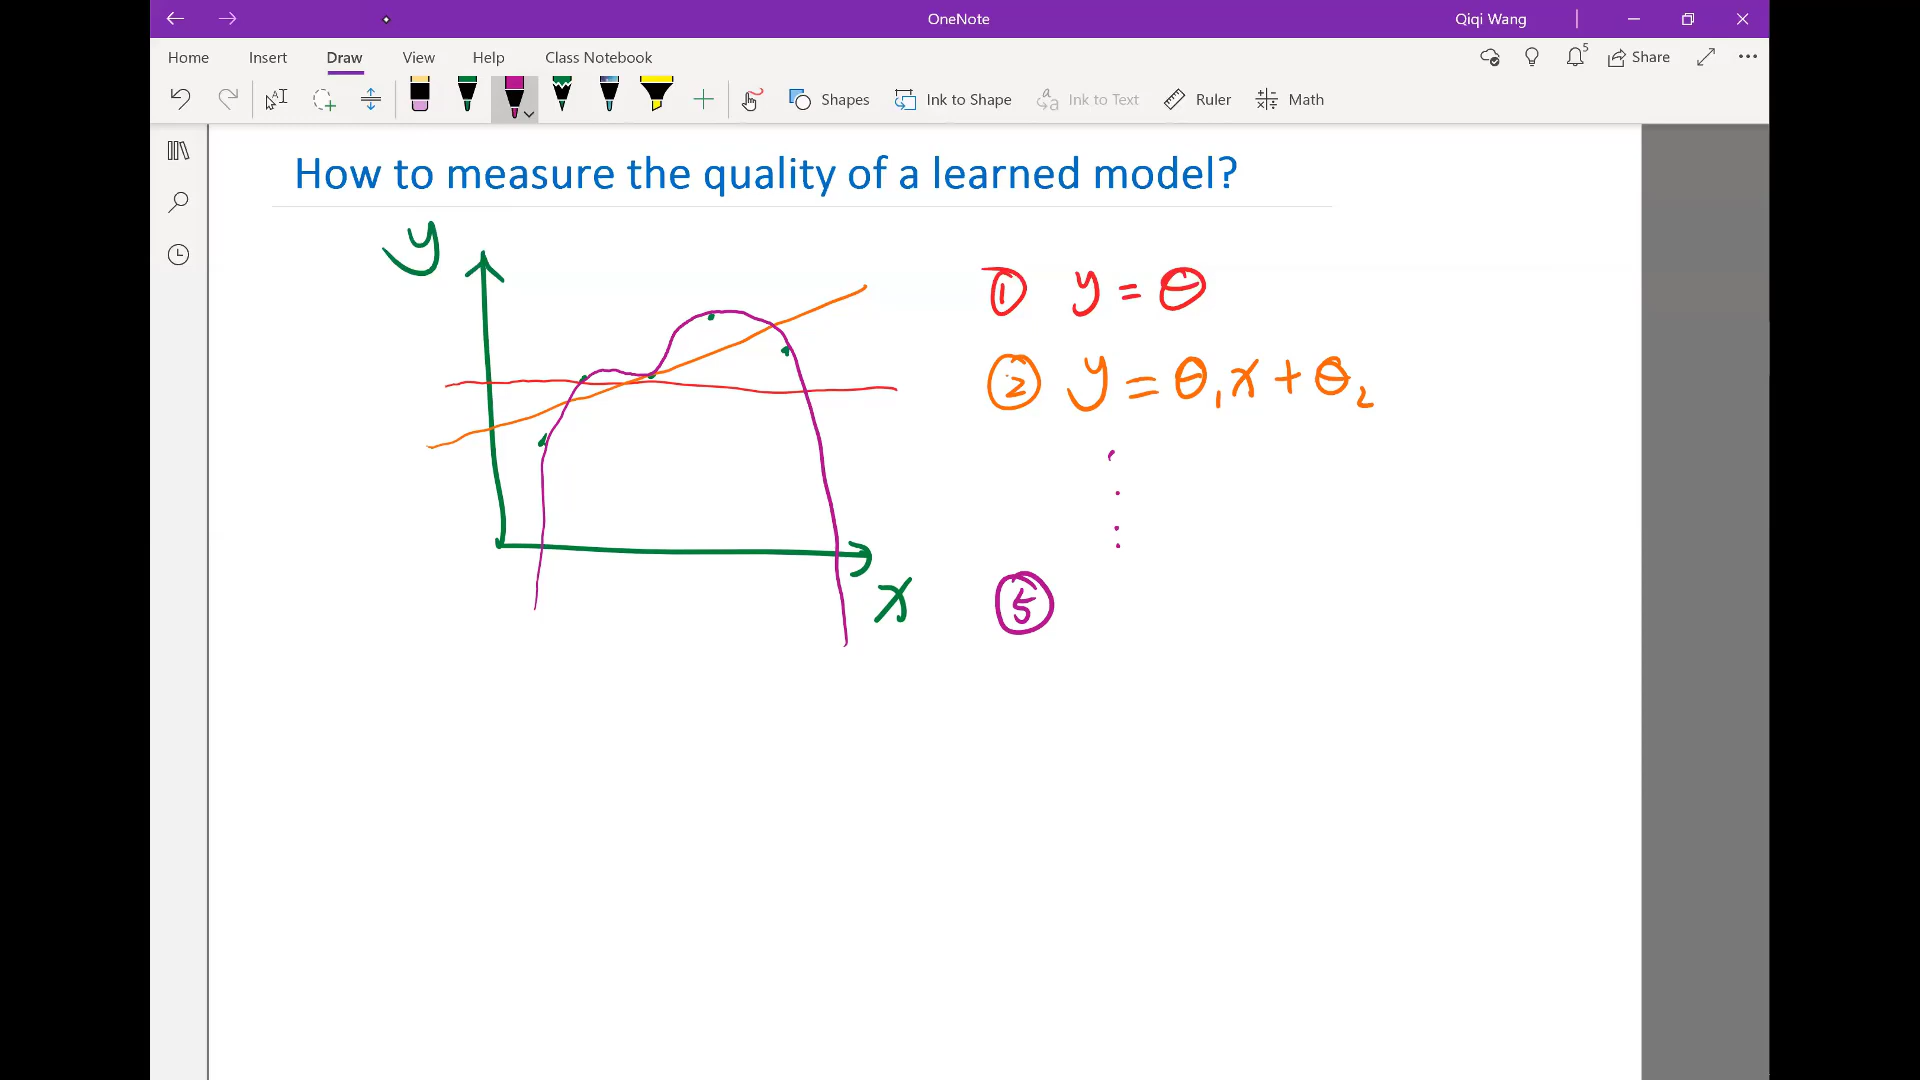 OneNote
Qiqi Wang
Home Insert Draw View Help Class Notebook
5 Share
Shapes Ink to Shape Ink to Text Ruler Math
How to measure the quality of a learned model?
y
① y = θ
② y = θ₁x + θ₂
x
⑤